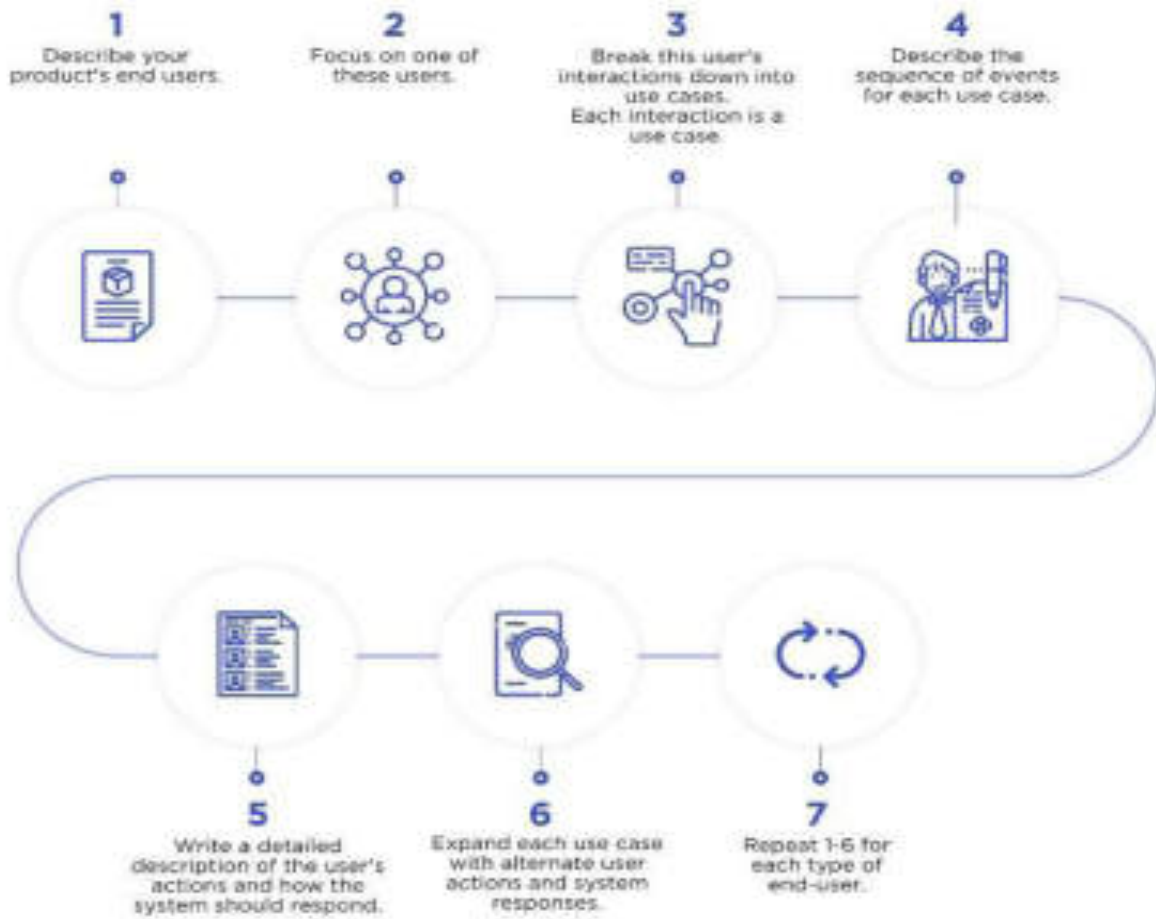 1
Describe your
product's end users.
2
Focus on one of
these users.
3
Break this user's
interactions down into
use cases.
Each interaction is a
use case.
4
Describe the
sequence of events
for each use case.
5
Write a detailed
description of the user's
actions and how the
system should respond.
6
Expand each use case
with alternate user
actions and system
responses.
7
Repeat 1-6 for
each type of
end-user.